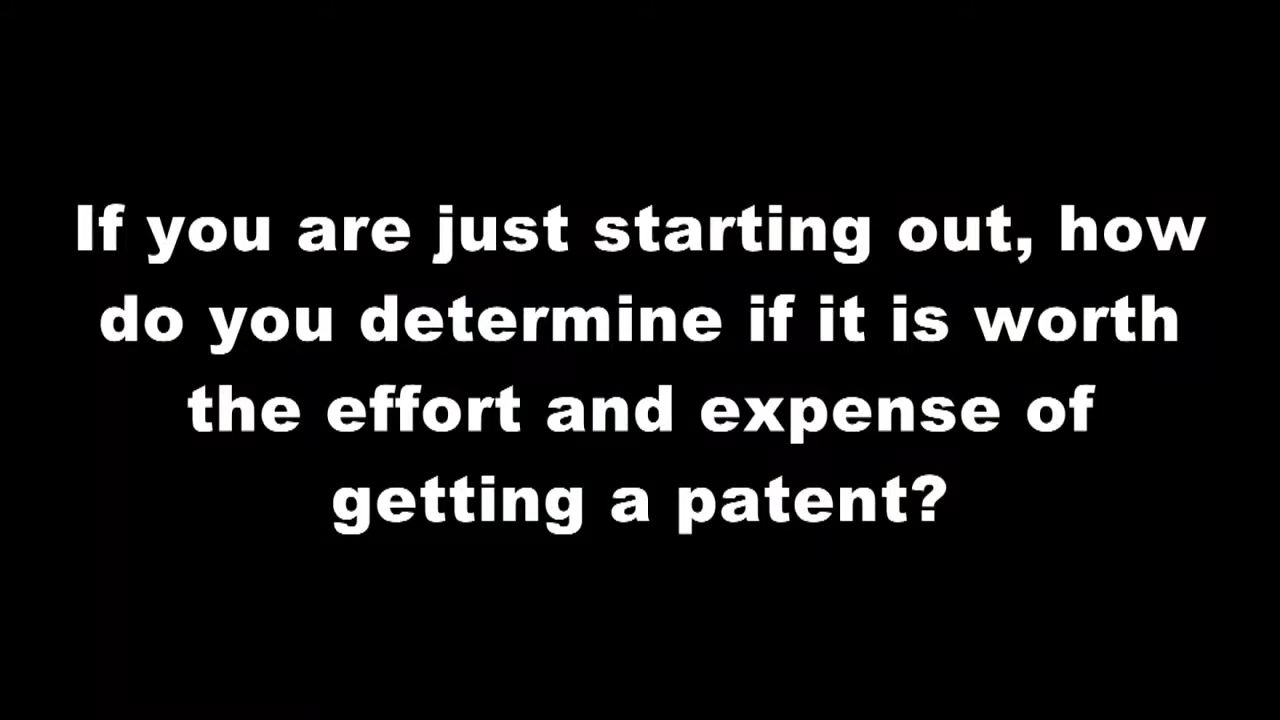 If you are just starting out, how
do you determine if it is worth
the effort and expense of
getting a patent?